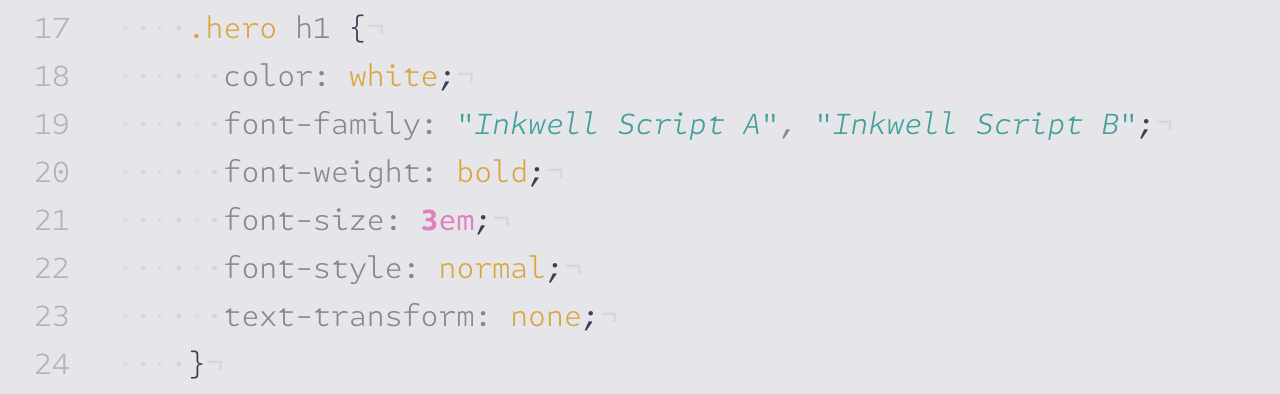 17 .hero h1 {¬
18 color: white;¬
19 font-family: "Inkwell Script A", "Inkwell Script B";¬
20 font-weight: bold;¬
21 font-size: 3em;¬
22 font-style: normal;¬
23 text-transform: none;¬
24 }¬